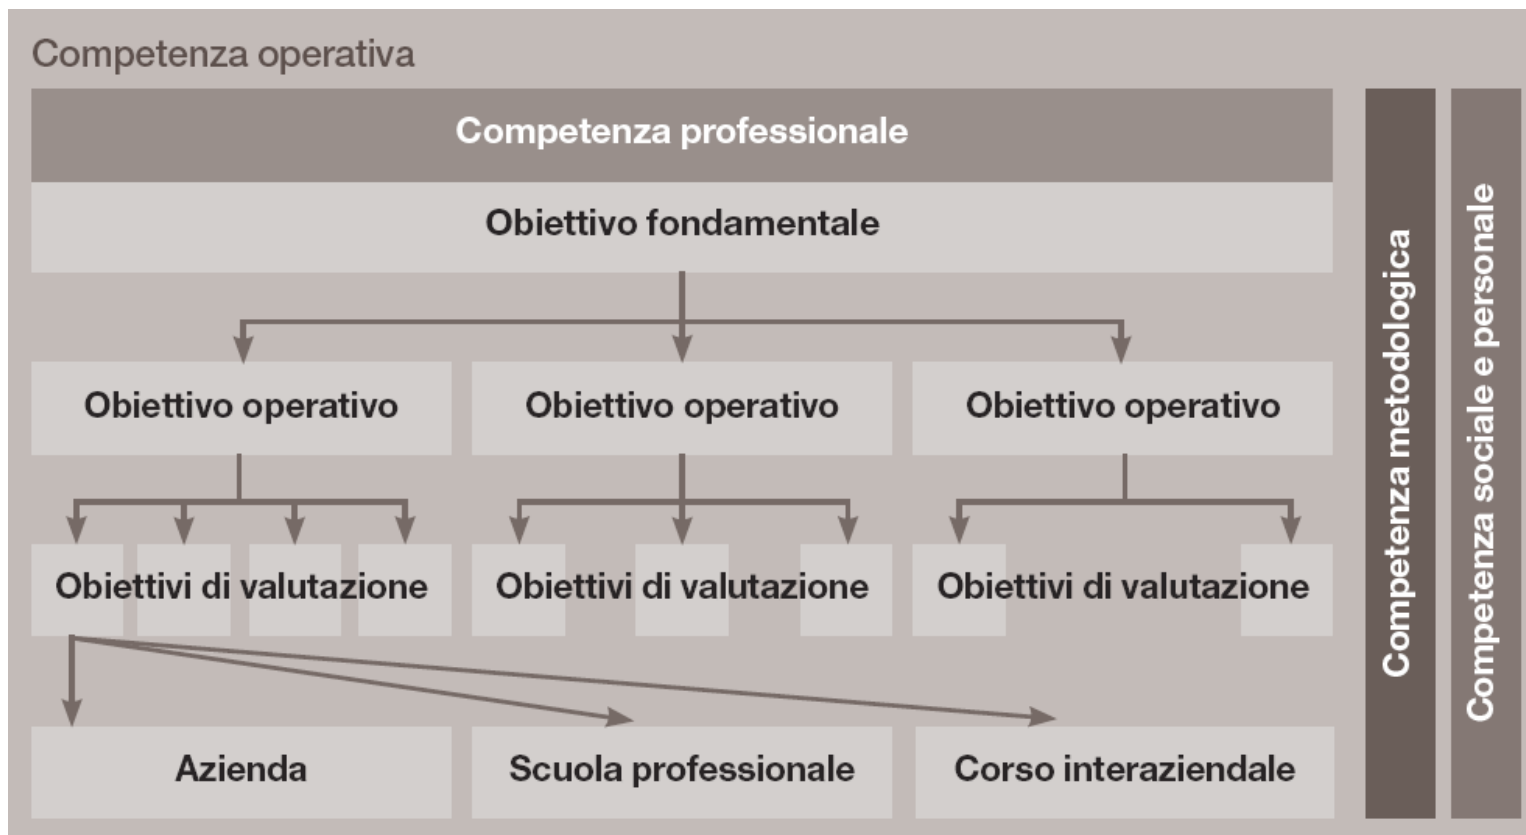 Competenza operativa
Competenza professionale
Obiettivo fondamentale
Obiettivo operativo
Obiettivo operativo
Obiettivo operativo
Obiettivi di valutazione
Obiettivi di valutazione
Obiettivi di valutazione
Azienda
Scuola professionale
Corso interaziendale
Competenza metodologica
Competenza sociale e personale